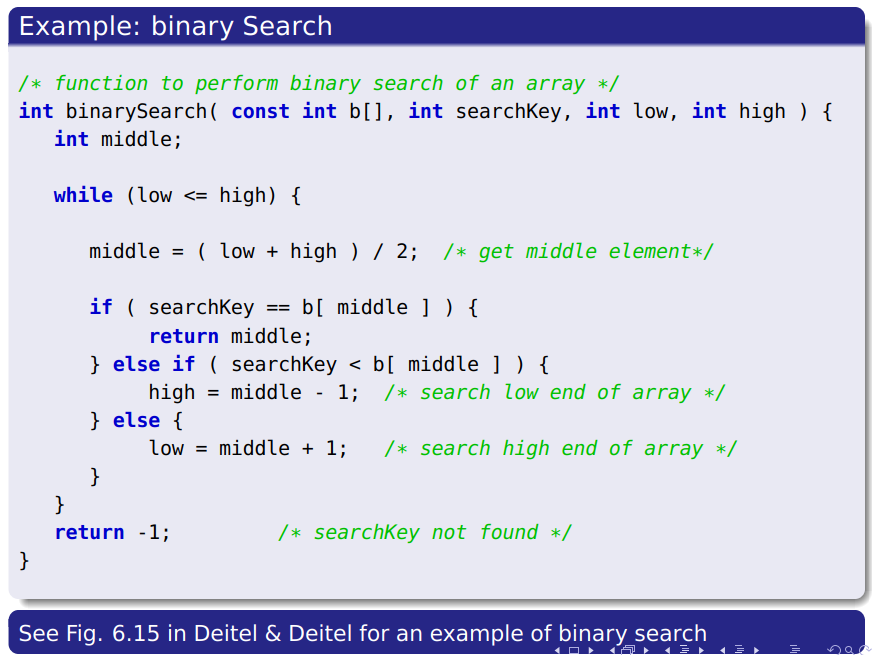 Example: binary Search
/* function to perform binary search of an array */
int binarySearch( const int b[], int searchKey, int low, int high ) {
   int middle;
   while (low <= high) {
      middle = ( low + high ) / 2;  /* get middle element*/
      if ( searchKey == b[ middle ] ) {
           return middle;
      } else if ( searchKey < b[ middle ] ) {
           high = middle - 1;  /* search low end of array */
      } else {
           low = middle + 1;   /* search high end of array */
      }
   }
   return -1;         /* searchKey not found */
}
See Fig. 6.15 in Deitel & Deitel for an example of binary search